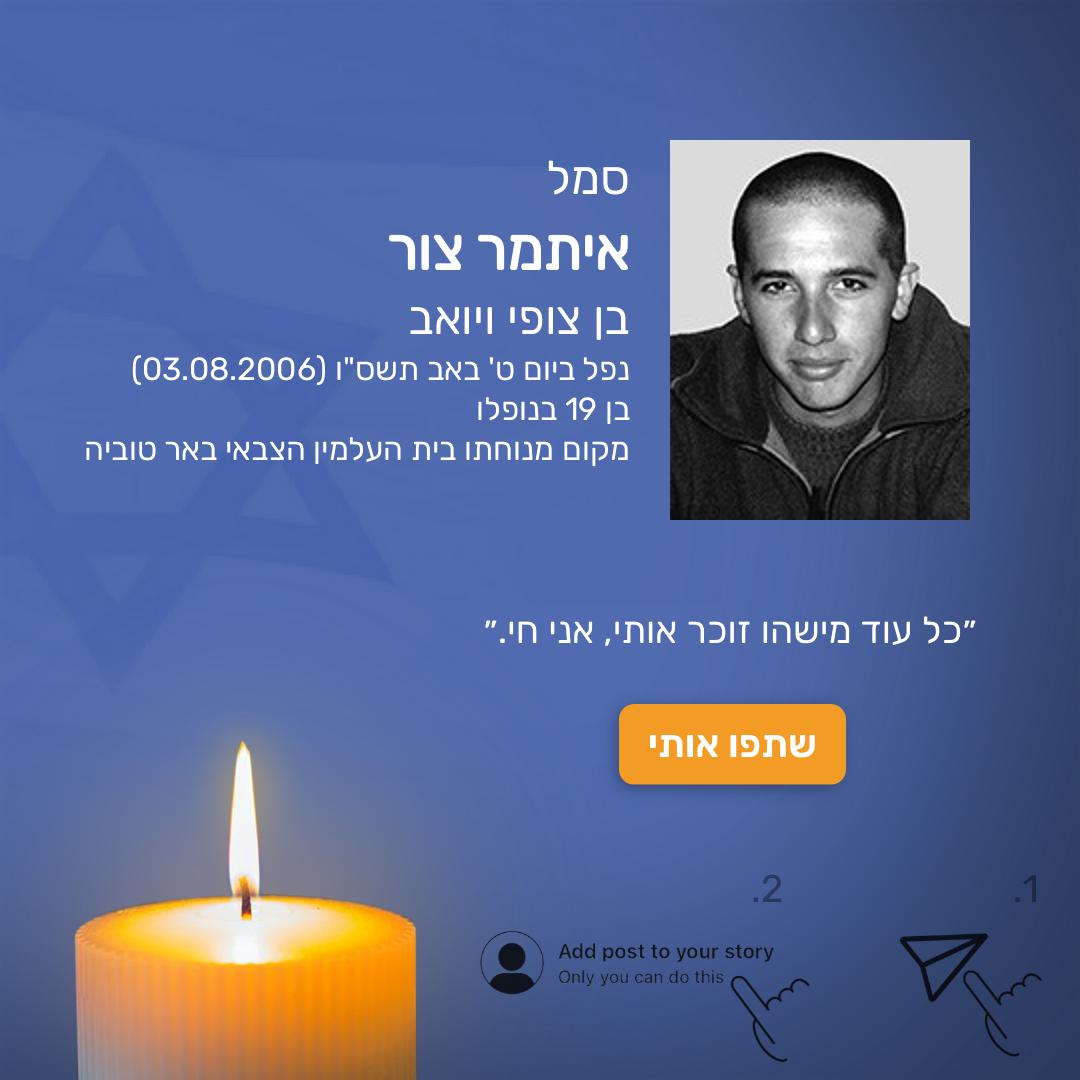 סמל
איתמר צור
בן צופי ויואב
נפל ביום ט' באב תשס"ו (03.08.2006)
בן 19 בנופלו
מקום מנוחתו בית העלמין הצבאי באר טוביה
״כל עוד מישהו זוכר אותי, אני חי.״
שתפו אותי
.1
.2
Add post to your story
Only you can do this